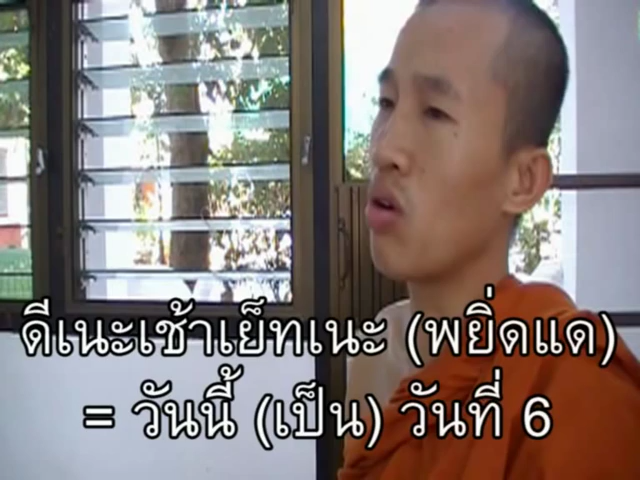 ดีเนะเช้าเย็ทเนะ (พยิ่ดแด)
= วันนี้ (เป็น) วันที่ 6